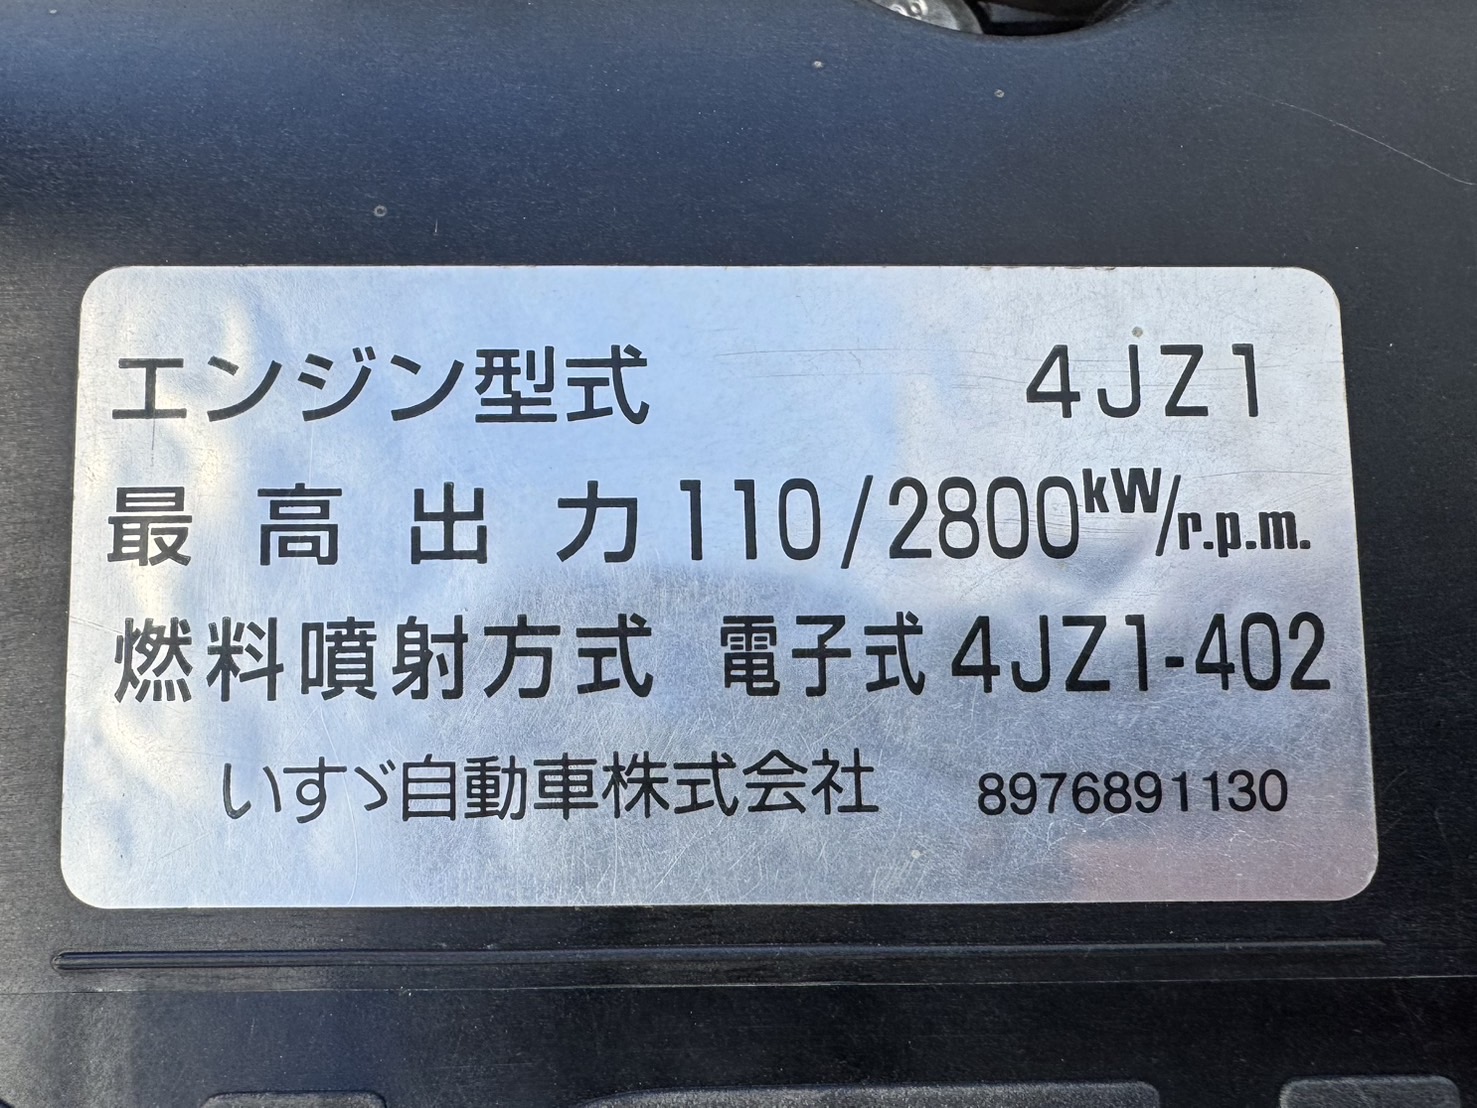 エンジン型式 4JZ1
最高出力 110/2800kW/r.p.m.
燃料噴射方式 電子式 4JZ1-402
いすゞ自動車株式会社 8976891130